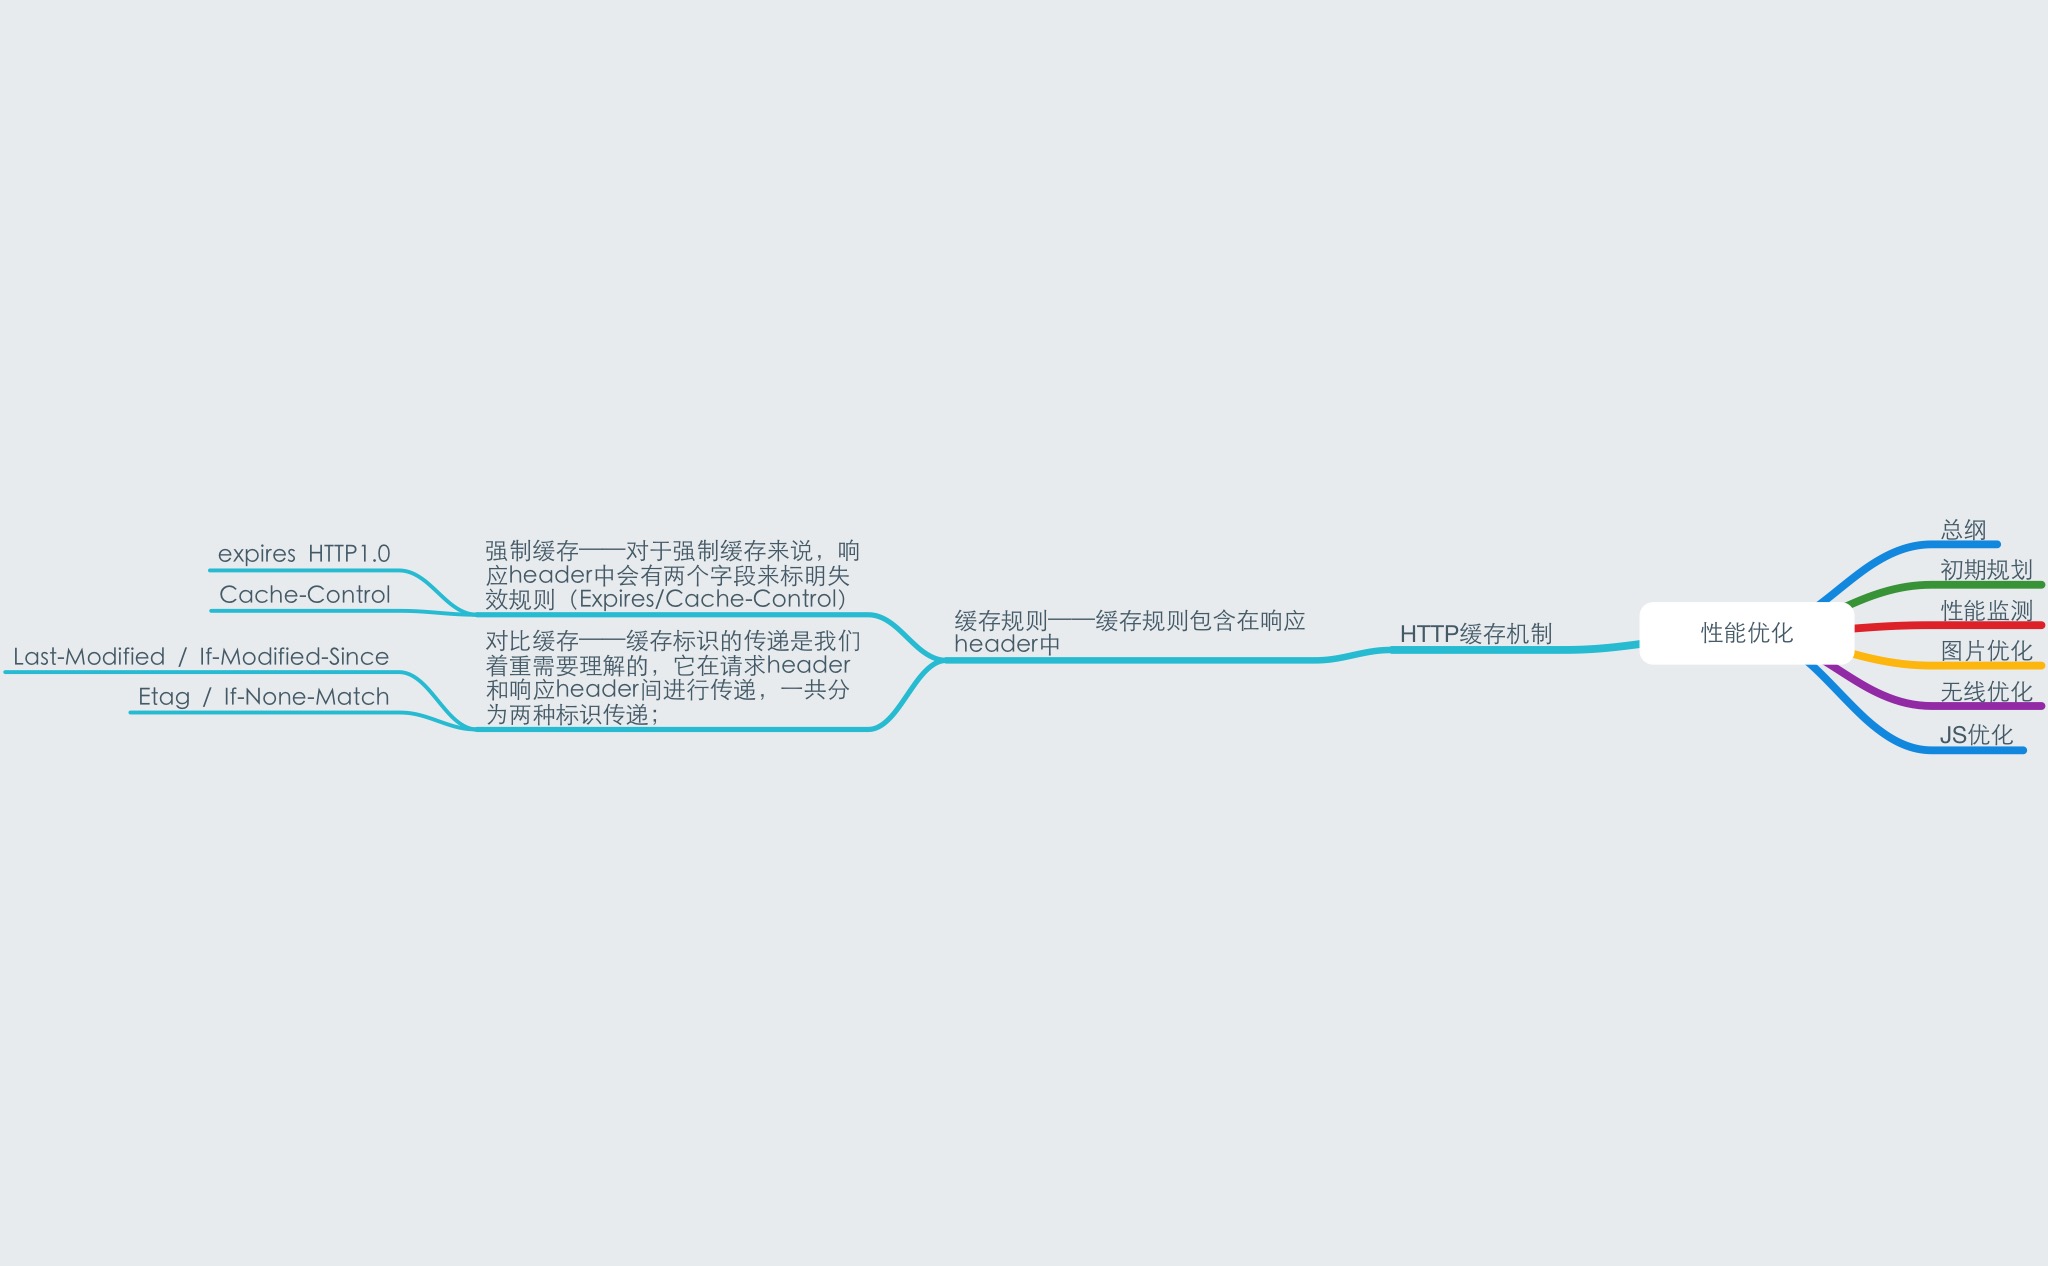 expires HTTP1.0
Cache-Control
Last-Modified / If-Modified-Since
Etag / If-None-Match
强制缓存——对于强制缓存来说，响
应header中会有两个字段来标明失
效规则（Expires/Cache-Control）
对比缓存——缓存标识的传递是我们
着重需要理解的，它在请求header
和响应header间进行传递，一共分
为两种标识传递；
缓存规则——缓存规则包含在响应
header中
HTTP缓存机制
性能优化
总纲
初期规划
性能监测
图片优化
无线优化
JS优化